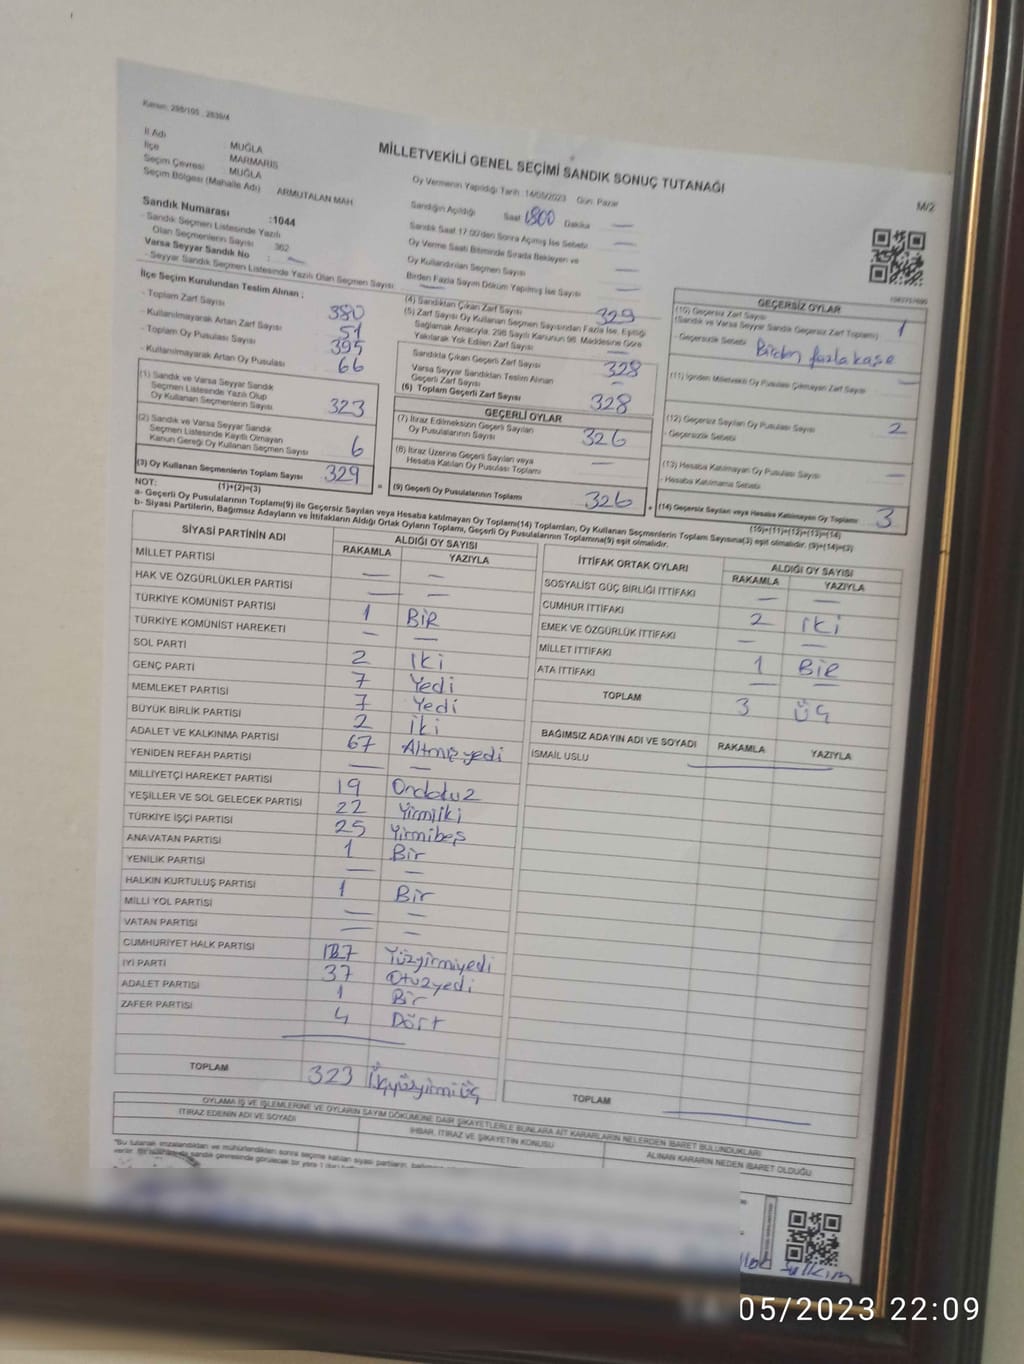 Kanun: 298/105 , 2839/4
MİLLETVEKİLİ GENEL SEÇİMİ SANDIK SONUÇ TUTANAĞI
M/2
İl Adı : MUĞLA
İlçe MARMARİS
Seçim Çevresi : MUĞLA
Seçim Bölgesi (Mahalle Adı) ARMUTALAN MAH
Sandık Numarası :1044
- Sandık Seçmen Listesinde Yazılı
Olan Seçmenlerin Sayısı 362
Varsa Seyyar Sandık No : —
- Seyyar Sandık Seçmen Listesinde Yazılı Olan Seçmen Sayısı : —
Oy Vermenin Yapıldığı Tarih :14/05/2023 Gün: Pazar
Sandığın Açıldığı Saat 1800 Dakika —
Sandık Saat 17:00'den Sonra Açılmış İse Sebebi —
Oy Verme Saati Bitiminde Sırada Bekleyen ve
Oy Kullandırılan Seçmen Sayısı —
Birden Fazla Sayım Döküm Yapılmış İse Sayısı —
İlçe Seçim Kurulundan Teslim Alınan ;
- Toplam Zarf Sayısı 380
- Kullanılmayarak Artan Zarf Sayısı 51
- Toplam Oy Pusulası Sayısı 395
- Kullanılmayarak Artan Oy Pusulası 66
(1) Sandık ve Varsa Seyyar Sandık
Seçmen Listesinde Yazılı Olup
Oy Kullanan Seçmenlerin Sayısı 323
(2) Sandık ve Varsa Seyyar Sandık
Seçmen Listesinde Kayıtlı Olmayan
Kanun Gereği Oy Kullanan Seçmen Sayısı 6
(3) Oy Kullanan Seçmenlerin Toplam Sayısı 329
(1)+(2)=(3)
(4) Sandıktan Çıkan Zarf Sayısı 329
(5) Zarf Sayısı Oy Kullanan Seçmen Sayısından Fazla İse, Eşitliği
Sağlamak Amacıyla, 298 Sayılı Kanunun 98. Maddesine Göre
Yakılarak Yok Edilen Zarf Sayısı —
Sandıkta Çıkan Geçerli Zarf Sayısı 328
Varsa Seyyar Sandıktan Teslim Alınan
Geçerli Zarf Sayısı —
(6) Toplam Geçerli Zarf Sayısı 328
GEÇERLİ OYLAR
(7) İtiraz Edilmeksizin Geçerli Sayılan
Oy Pusulalarının Sayısı 326
(8) İtiraz Üzerine Geçerli Sayılan veya
Hesaba Katılan Oy Pusulası Toplamı —
(9) Geçerli Oy Pusulalarının Toplamı 326
GEÇERSİZ OYLAR
(10) Geçersiz Zarf Sayısı
(Sandık ve Varsa Seyyar Sandık Geçersiz Zarf Toplamı) 1
- Geçersizlik Sebebi Birden fazla kaşe
(11) İçinden Milletvekili Oy Pusulası Çıkmayan Zarf Sayısı —
(12) Geçersiz Sayılan Oy Pusulası Sayısı 2
- Geçersizlik Sebebi
(13) Hesaba Katılmayan Oy Pusulası Sayısı —
- Hesaba Katılmama Sebebi
(14) Geçersiz Sayılan veya Hesaba Katılmayan Oy Toplamı 3
(10)+(11)+(12)+(13)=(14)
NOT:
a- Geçerli Oy Pusulalarının Toplamı(9) ile Geçersiz Sayılan veya Hesaba katılmayan Oy Toplamı(14) Toplamları, Oy Kullanan Seçmenlerin Toplam Sayısına(3) eşit olmalıdır. (9)+(14)=(3)
b- Siyasi Partilerin, Bağımsız Adayların ve İttifakların Aldığı Ortak Oyların Toplamı, Geçerli Oy Pusulalarının Toplamına(9) eşit olmalıdır.
SİYASİ PARTİNİN ADI ALDIĞI OY SAYISI
RAKAMLA YAZIYLA
MİLLET PARTİSİ — —
HAK VE ÖZGÜRLÜKLER PARTİSİ — —
TÜRKİYE KOMÜNİST PARTİSİ 1 BİR
TÜRKİYE KOMÜNİST HAREKETİ — —
SOL PARTİ 2 İki
GENÇ PARTİ 7 Yedi
MEMLEKET PARTİSİ 7 Yedi
BÜYÜK BİRLİK PARTİSİ 2 İki
ADALET VE KALKINMA PARTİSİ 67 Altmışyedi
YENİDEN REFAH PARTİSİ — —
MİLLİYETÇİ HAREKET PARTİSİ 19 Ondokuz
YEŞİLLER VE SOL GELECEK PARTİSİ 22 Yirmiiki
TÜRKİYE İŞÇİ PARTİSİ 25 Yirmibeş
ANAVATAN PARTİSİ 1 Bir
YENİLİK PARTİSİ — —
HALKIN KURTULUŞ PARTİSİ 1 Bir
MİLLİ YOL PARTİSİ — —
VATAN PARTİSİ — —
CUMHURİYET HALK PARTİSİ 127 Yüzyirmiyedi
İYİ PARTİ 37 Otuzyedi
ADALET PARTİSİ 1 Bir
ZAFER PARTİSİ 4 Dört
TOPLAM 323 Üçyüzyirmiüç
İTTİFAK ORTAK OYLARI ALDIĞI OY SAYISI
RAKAMLA YAZIYLA
SOSYALİST GÜÇ BİRLİĞİ İTTİFAKI — —
CUMHUR İTTİFAKI 2 İki
EMEK VE ÖZGÜRLÜK İTTİFAKI — —
MİLLET İTTİFAKI 1 BİR
ATA İTTİFAKI — —
TOPLAM 3 ÜÇ
BAĞIMSIZ ADAYIN ADI VE SOYADI RAKAMLA YAZIYLA
İSMAİL USLU
TOPLAM
OYLAMA İŞ VE İŞLEMLERİNE VE OYLARIN SAYIM DÖKÜMÜNE DAİR ŞİKAYETLERLE BUNLARA AİT KARARLARIN NELERDEN İBARET BULUNDUKLARI
İTİRAZ EDENİN ADI VE SOYADI İHBAR, İTİRAZ VE ŞİKAYETİN KONUSU ALINAN KARARIN NEDEN İBARET OLDUĞU
05/2023 22:09